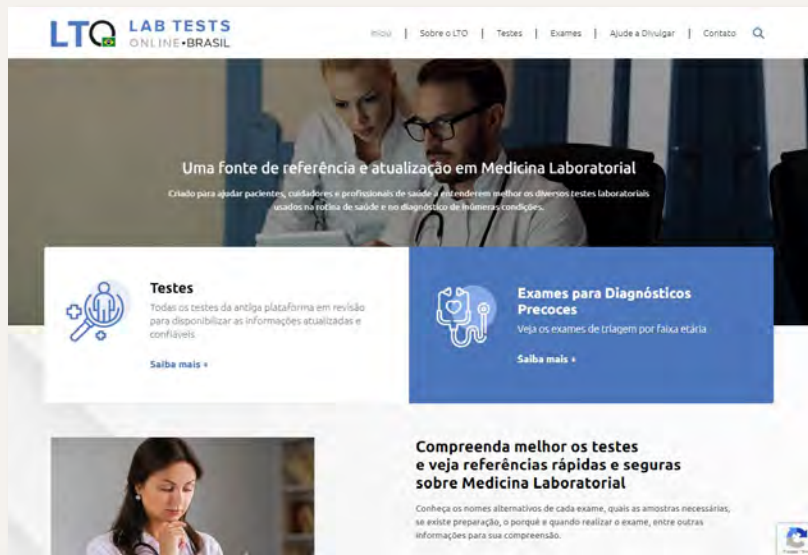 LTO LAB TESTS
ONLINE•BRASIL
Início | Sobre o LTO | Testes | Exames | Ajude a Divulgar | Contato
Uma fonte de referência e atualização em Medicina Laboratorial
Criado para ajudar pacientes, cuidadores e profissionais de saúde a entenderem melhor os diversos testes laboratoriais
usados na rotina de saúde e no diagnóstico de inúmeras condições.
Testes
Todas os testes da antiga plataforma em revisão
para disponibilizar as informações atualizadas e
confiáveis.
Saiba mais +
Exames para Diagnósticos
Precoces
Veja os exames de triagem por faixa etária
Saiba mais +
Compreenda melhor os testes
e veja referências rápidas e seguras
sobre Medicina Laboratorial
Conheça os nomes alternativos de cada exame, quais as amostras necessárias,
se existe preparação, o porquê e quando realizar o exame, entre outras
informações para sua compreensão.